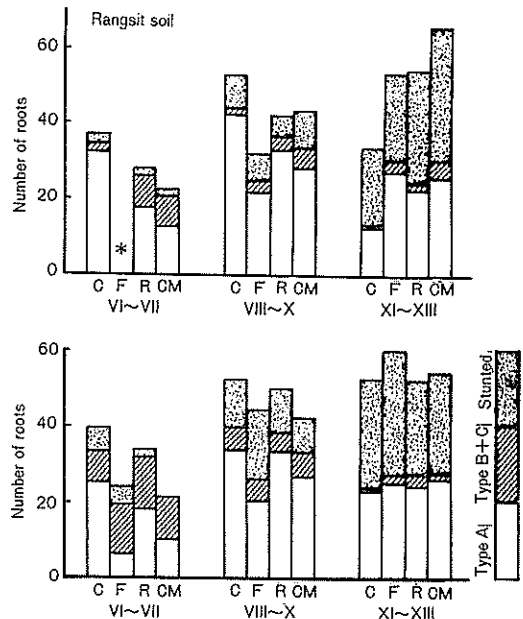 Rangsit soil
Number of roots
60
40
20
0
*
C F R CM C F R CM C F R CM
VI~VII VIII~X XI~XIII
Number of roots
60
40
20
0
C F R CM C F R CM C F R CM
VI~VII VIII~X XI~XIII
Type A
Type B+C
Stunted